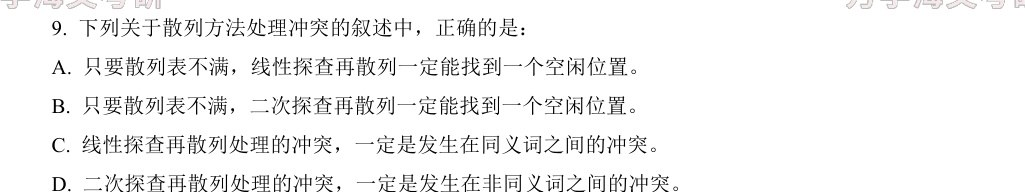 9. 下列关于散列方法处理冲突的叙述中，正确的是：
A. 只要散列表不满，线性探查再散列一定能找到一个空闲位置。
B. 只要散列表不满，二次探查再散列一定能找到一个空闲位置。
C. 线性探查再散列处理的冲突，一定是发生在同义词之间的冲突。
D. 二次探查再散列处理的冲突，一定是发生在非同义词之间的冲突。